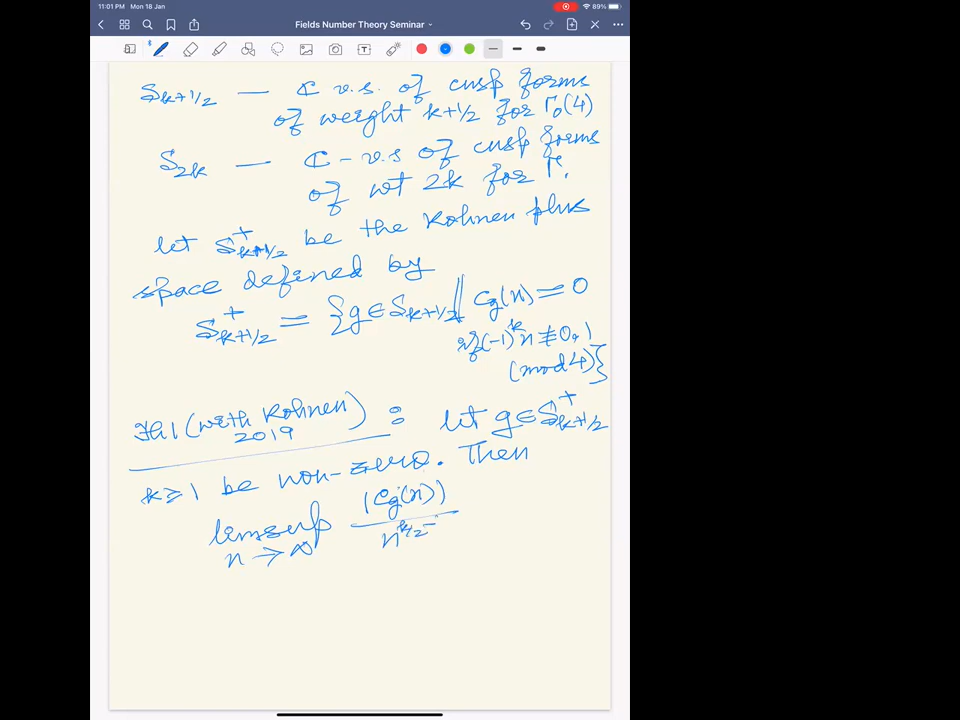 11:01 PM Mon 18 Jan
89%
Fields Number Theory Seminar
S_{k+1/2} — ℂ v.s. of cusp forms
of weight k+1/2 for Γ₀(4)
S_{2k} — ℂ-v.s of cusp forms
of wt 2k for Γ.
let S⁺_{k+1/2} be the Kohnen plus
space defined by
S⁺_{k+1/2} = {g ∈ S_{k+1/2} || C_g(n) = 0
if (-1)^k n ≢ 0, 1
(mod 4)}
Th 1 (with Kohnen) : let g ∈ S⁺_{k+1/2}
2019
k ≥ 1 be non-zero. Then
limsup |C_g(n)|
n → ∞ n^{k/2-